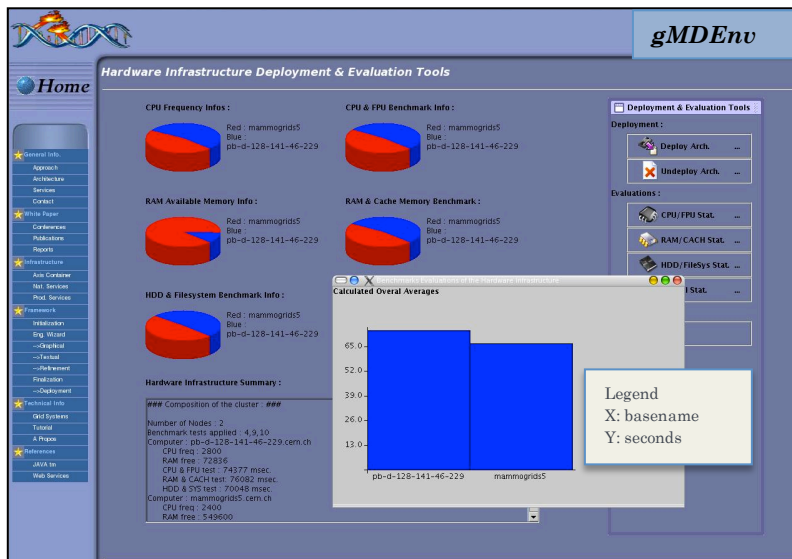 gMDEnv
Home
Hardware Infrastructure Deployment & Evaluation Tools
General Info.
Approach
Architecture
Services
Contact
White Paper
Conferences
Publications
Reports
Infrastructure
Axis Container
Nat. Services
Prod. Services
Framework
Initialization
Eng. Wizard
-->Graphical
-->Textual
-->Refinement
Finalization
-->Deployment
Technical Info
Grid Systems
Tutorial
A Propos
References
JAVA tm
Web Services
CPU Frequency Infos :
Red : mammogrids5
Blue :
pb-d-128-141-46-229
CPU & FPU Benchmark Info :
Red : mammogrids5
Blue :
pb-d-128-141-46-229
RAM Available Memory Info :
Red : mammogrids5
Blue :
pb-d-128-141-46-229
RAM & Cache Memory Benchmark :
Red : mammogrids5
Blue :
pb-d-128-141-46-229
HDD & Filesystem Benchmark Info :
Red : mammogrids5
Blue :
pb-d-128-141-46-229
Hardware Infrastructure Summary :
### Composition of the cluster : ###
Number of Nodes : 2
Benchmark tests applied : 4,9,10
Computer : pb-d-128-141-46-229.cern.ch
CPU freq : 2800
RAM free : 72836
CPU & FPU test : 74377 msec.
RAM & CACH test : 76082 msec.
HDD & SYS test : 70048 msec.
Computer : mammogrids5.cern.ch
CPU freq : 2400
RAM free : 549600
Deployment & Evaluation Tools
Deployment :
Deploy Arch. ...
Undeploy Arch. ...
Evaluations :
CPU/FPU Stat. ...
RAM/CACH Stat. ...
HDD/FileSys Stat. ...
Stat. ...
Benchmarks Evaluations of the Hardware Infrastructure
Calculated Overal Averages
65.0
52.0
39.0
26.0
13.0
pb-d-128-141-46-229
mammogrids5
Legend
X: basename
Y: seconds